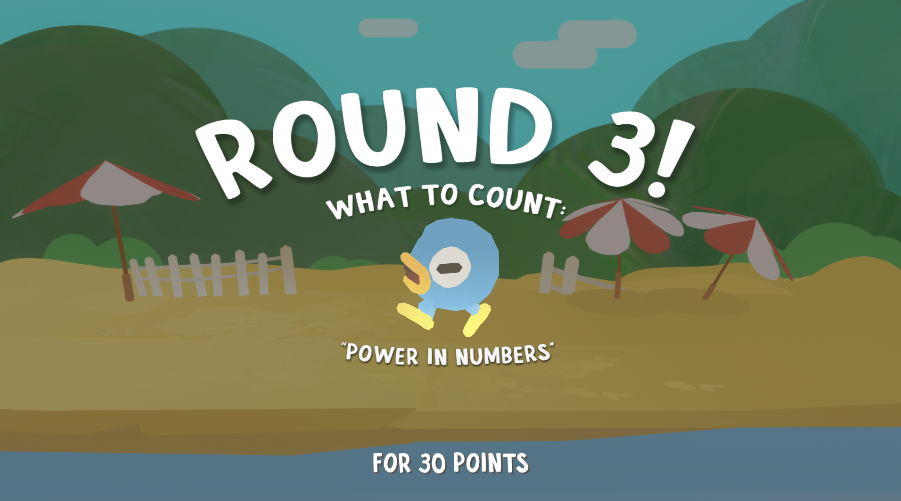 ROUND 3!
WHAT TO COUNT:
"POWER IN NUMBERS"
FOR 30 POINTS